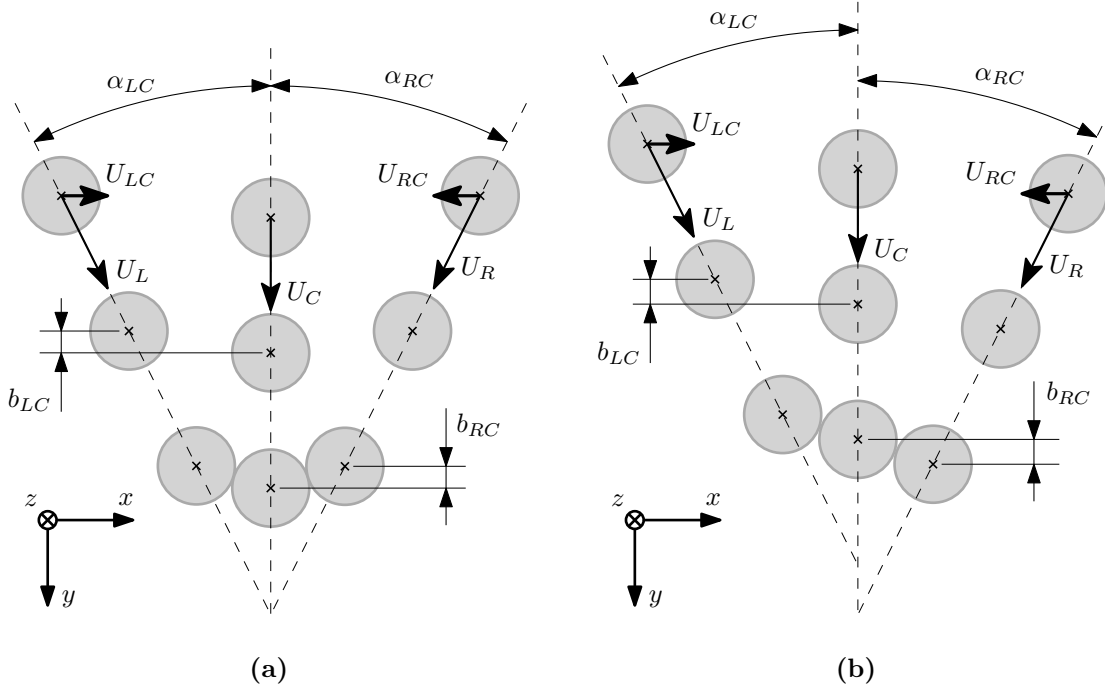 α_LC
α_RC
U_LC
U_RC
U_L
U_C
U_R
b_LC
b_RC
z
x
y
(a)
α_LC
α_RC
U_LC
U_RC
U_L
U_C
U_R
b_LC
b_RC
z
x
y
(b)